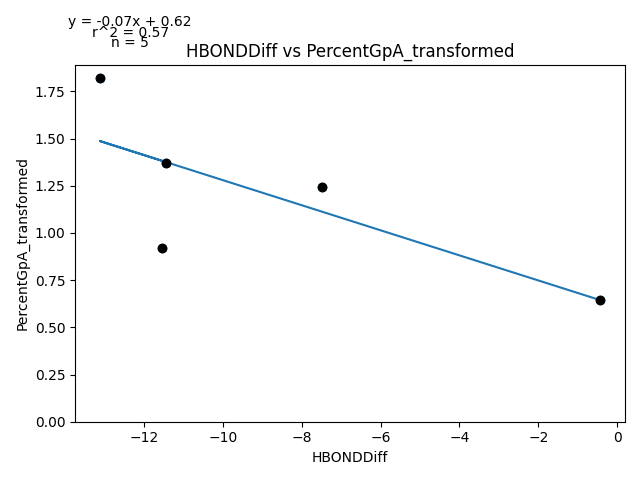 y = -0.07x + 0.62
r^2 = 0.57
n = 5
HBONDDiff vs PercentGpA_transformed
PercentGpA_transformed
1.75
1.50
1.25
1.00
0.75
0.50
0.25
0.00
−12 −10 −8 −6 −4 −2 0
HBONDDiff